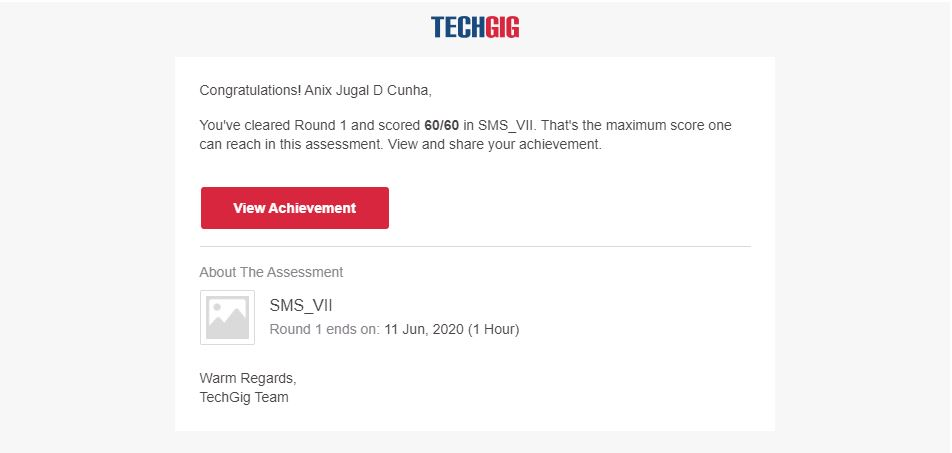 TECHGIG
Congratulations! Anix Jugal D Cunha,
You've cleared Round 1 and scored 60/60 in SMS_VII. That's the maximum score one
can reach in this assessment. View and share your achievement.
View Achievement
About The Assessment
SMS_VII
Round 1 ends on: 11 Jun, 2020 (1 Hour)
Warm Regards,
TechGig Team